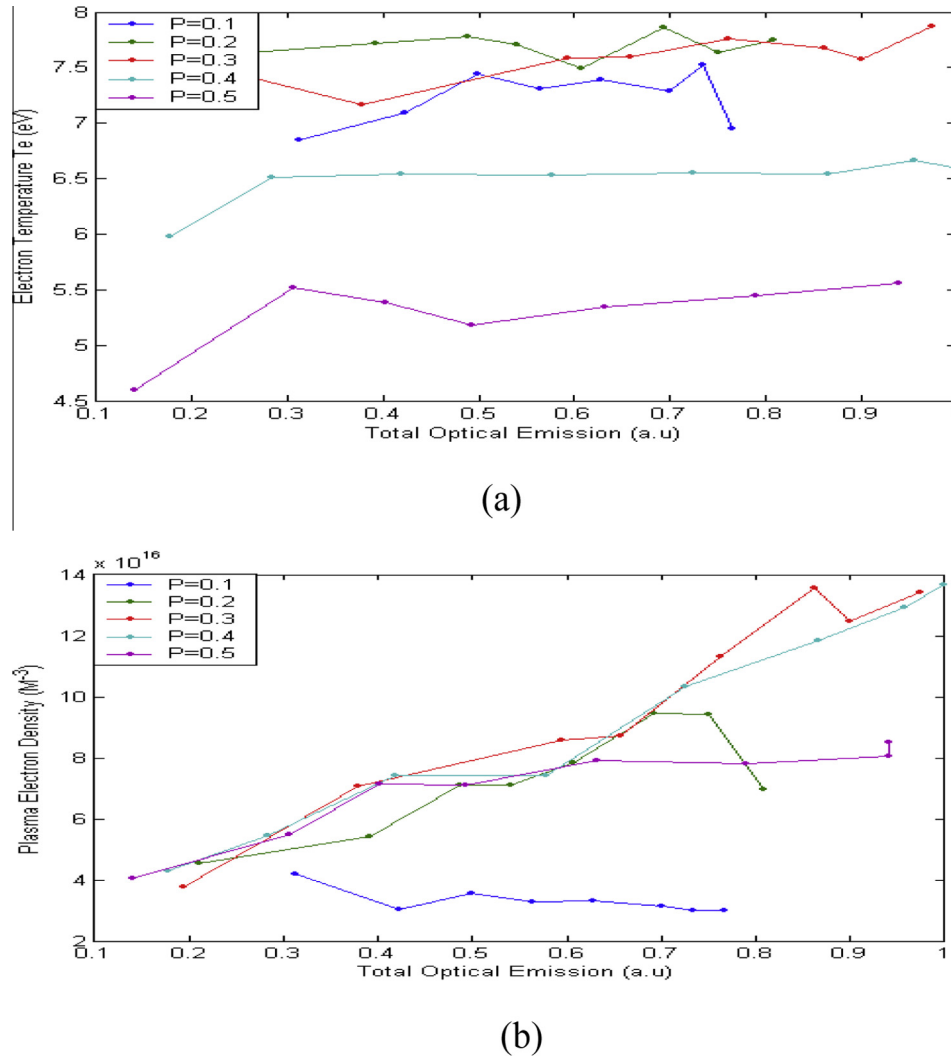 8
7.5
7
6.5
6
5.5
5
4.5
Electron Temperature Te (eV)
P=0.1
P=0.2
P=0.3
P=0.4
P=0.5
0.1 0.2 0.3 0.4 0.5 0.6 0.7 0.8 0.9
Total Optical Emission (a.u)
(a)
× 10^16
14
12
10
8
6
4
2
Plasma Electron Density (M^-3)
P=0.1
P=0.2
P=0.3
P=0.4
P=0.5
0.1 0.2 0.3 0.4 0.5 0.6 0.7 0.8 0.9 1
Total Optical Emission (a.u)
(b)